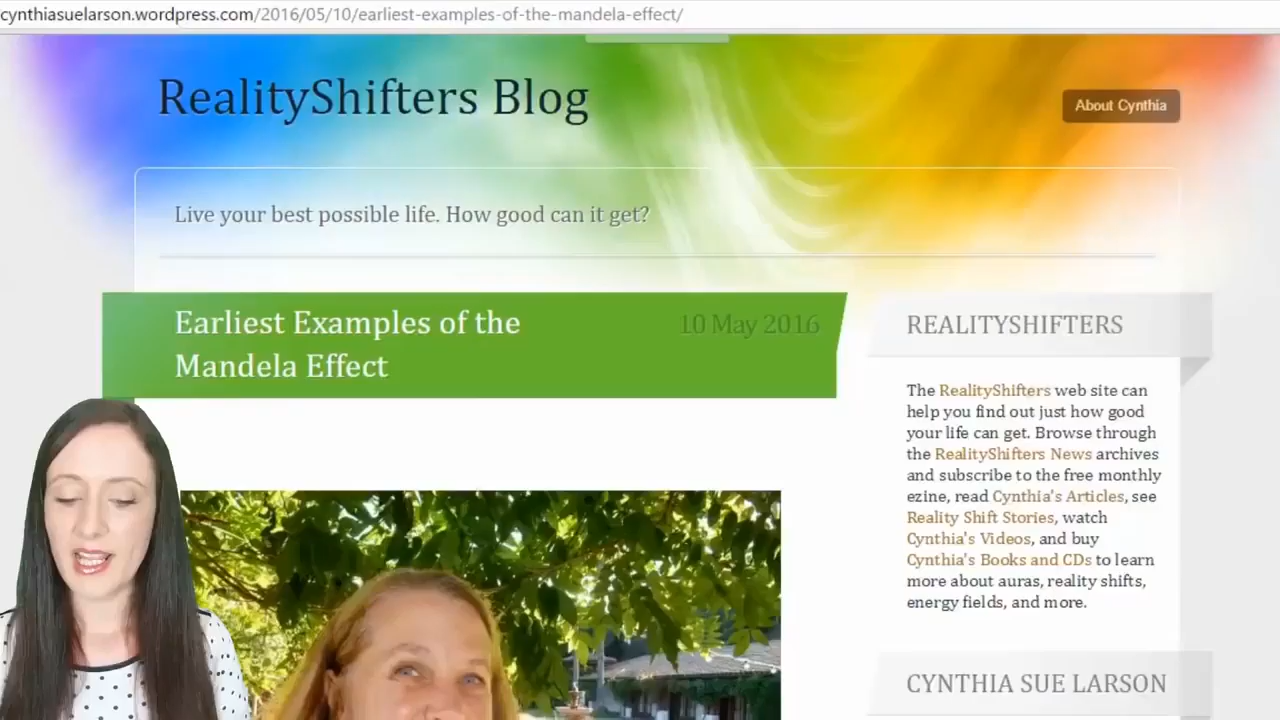 cynthiasuelarson.wordpress.com/2016/05/10/earliest-examples-of-the-mandela-effect/
RealityShifters Blog
About Cynthia
Live your best possible life. How good can it get?
Earliest Examples of the
Mandela Effect
10 May 2016
REALITYSHIFTERS
The RealityShifters web site can
help you find out just how good
your life can get. Browse through
the RealityShifters News archives
and subscribe to the free monthly
ezine, read Cynthia's Articles, see
Reality Shift Stories, watch
Cynthia's Videos, and buy
Cynthia's Books and CDs to learn
more about auras, reality shifts,
energy fields, and more.
CYNTHIA SUE LARSON